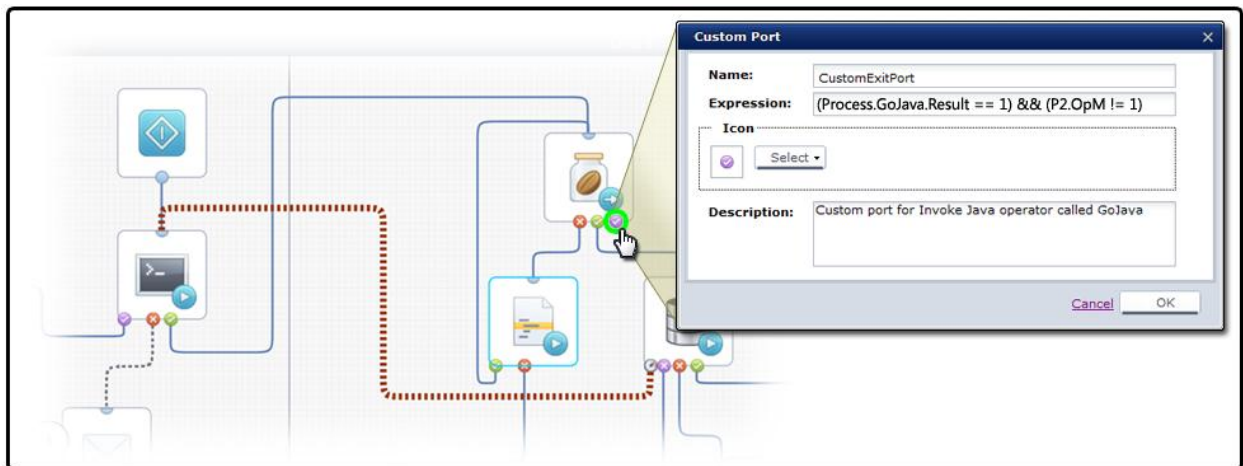 Custom Port
Name: CustomExitPort
Expression: (Process.GoJava.Result == 1) && (P2.OpM != 1)
Icon
Select
Description: Custom port for Invoke Java operator called GoJava
Cancel OK